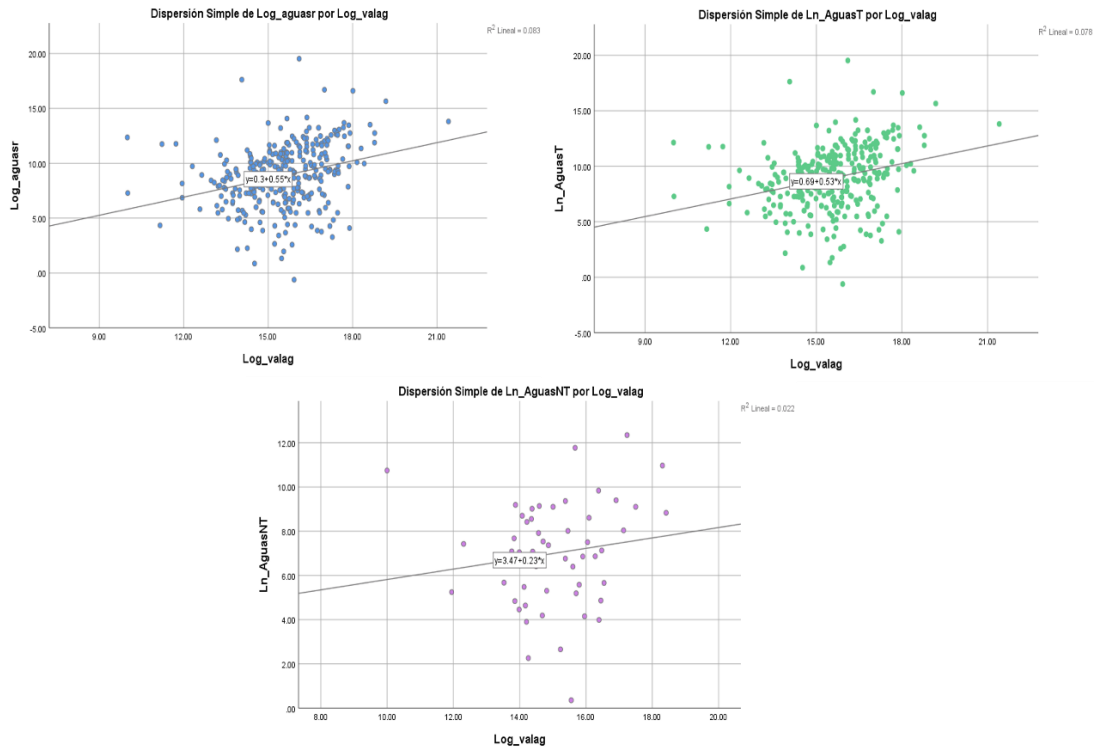 Dispersión Simple de Log_aguasr por Log_valag
R² Lineal = 0.083
20.00
15.00
10.00
5.00
.00
-5.00
Log_aguasr
y=0.3+0.55*x
9.00 12.00 15.00 18.00 21.00
Log_valag
Dispersión Simple de Ln_AguasT por Log_valag
R² Lineal = 0.078
20.00
15.00
10.00
5.00
.00
-5.00
Ln_AguasT
y=0.69+0.53*x
9.00 12.00 15.00 18.00 21.00
Log_valag
Dispersión Simple de Ln_AguasNT por Log_valag
R² Lineal = 0.022
12.00
10.00
8.00
6.00
4.00
2.00
.00
Ln_AguasNT
y=3.47+0.23*x
8.00 10.00 12.00 14.00 16.00 18.00 20.00
Log_valag